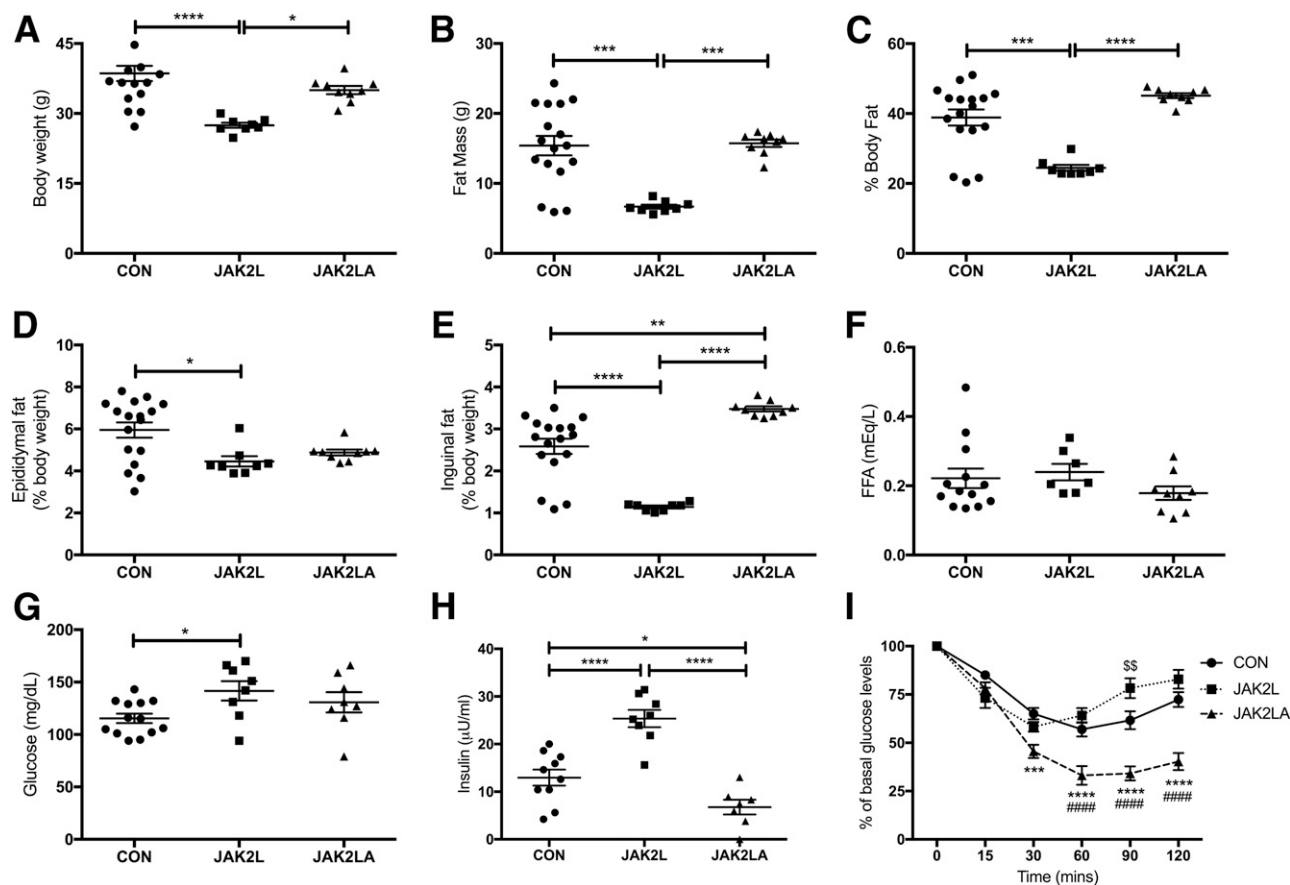 A
Body weight (g)
45
30
15
0
****
*
CON JAK2L JAK2LA
B
Fat Mass (g)
30
20
10
0
***
***
CON JAK2L JAK2LA
C
% Body Fat
60
40
20
0
***
****
CON JAK2L JAK2LA
D
Epididymal fat
(% body weight)
10
8
6
4
2
0
*
CON JAK2L JAK2LA
E
Inguinal fat
(% body weight)
5
4
3
2
1
0
**
****
****
CON JAK2L JAK2LA
F
FFA (mEq/L)
0.6
0.4
0.2
0.0
CON JAK2L JAK2LA
G
Glucose (mg/dL)
200
150
100
50
0
*
CON JAK2L JAK2LA
H
Insulin (μU/ml)
40
30
20
10
0
*
****
****
CON JAK2L JAK2LA
I
% of basal glucose levels
100
75
50
25
0
$$
CON
JAK2L
JAK2LA
***
**** **** ****
#### #### ####
0 15 30 60 90 120
Time (mins)